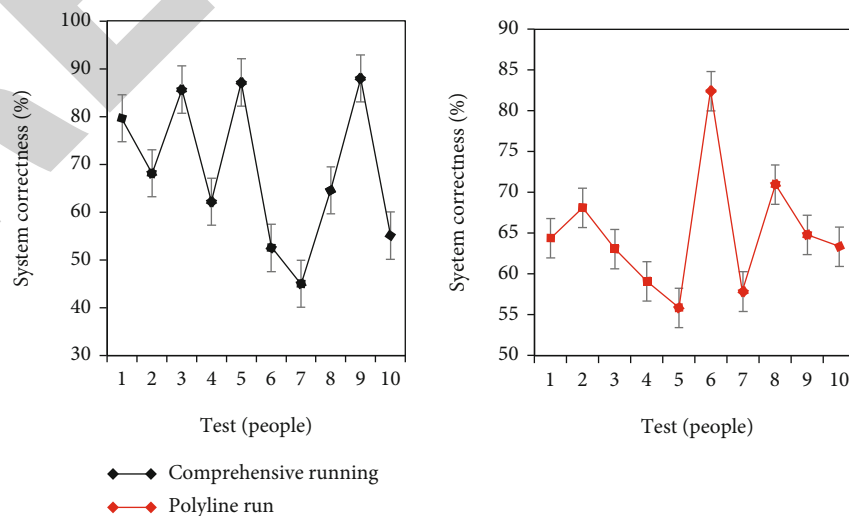 System correctness (%)
100
90
80
70
60
50
40
30
1 2 3 4 5 6 7 8 9 10
Test (people)
Syetem correctness (%)
90
85
80
75
70
65
60
55
50
1 2 3 4 5 6 7 8 9 10
Test (people)
Comprehensive running
Polyline run